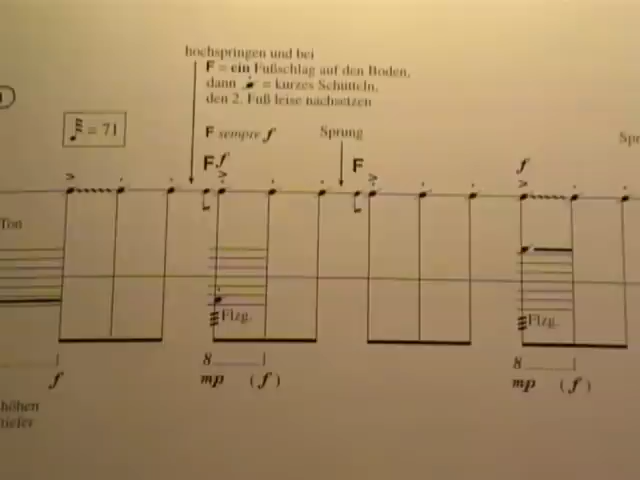 hochspringen und bei
F = ein Fußschlag auf den Boden,
dann = kurzes Schütteln,
den 2. Fuß leise nachsetzen
= 71
F sempre f
Sprung
F f
F
f
Ton
Flzg.
Flzg.
8
8
f
mp (f)
mp (f)
höhen
tiefer